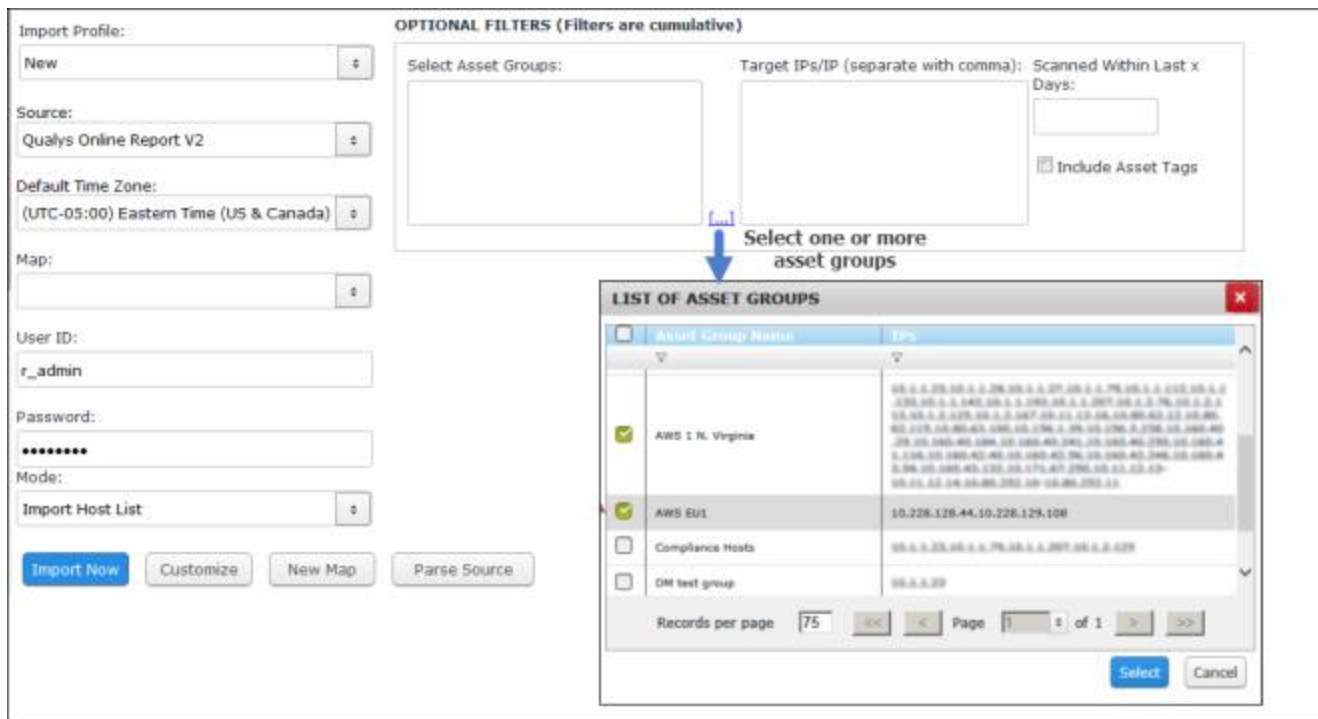 Import Profile:
New
Source:
Qualys Online Report V2
Default Time Zone:
(UTC-05:00) Eastern Time (US & Canada)
Map:
User ID:
r_admin
Password:
••••••••
Mode:
Import Host List
Import Now
Customize
New Map
Parse Source
OPTIONAL FILTERS (Filters are cumulative)
Select Asset Groups:
Target IPs/IP (separate with comma):
Scanned Within Last x
Days:
Include Asset Tags
[...]
Select one or more
asset groups
LIST OF ASSET GROUPS
Asset Group Name
IPs
AWS 1 N. Virginia
AWS EU1
10.228.128.44,10.228.129.108
Compliance Hosts
DM test group
Records per page
75
<<
<
Page
1
of 1
>
>>
Select
Cancel